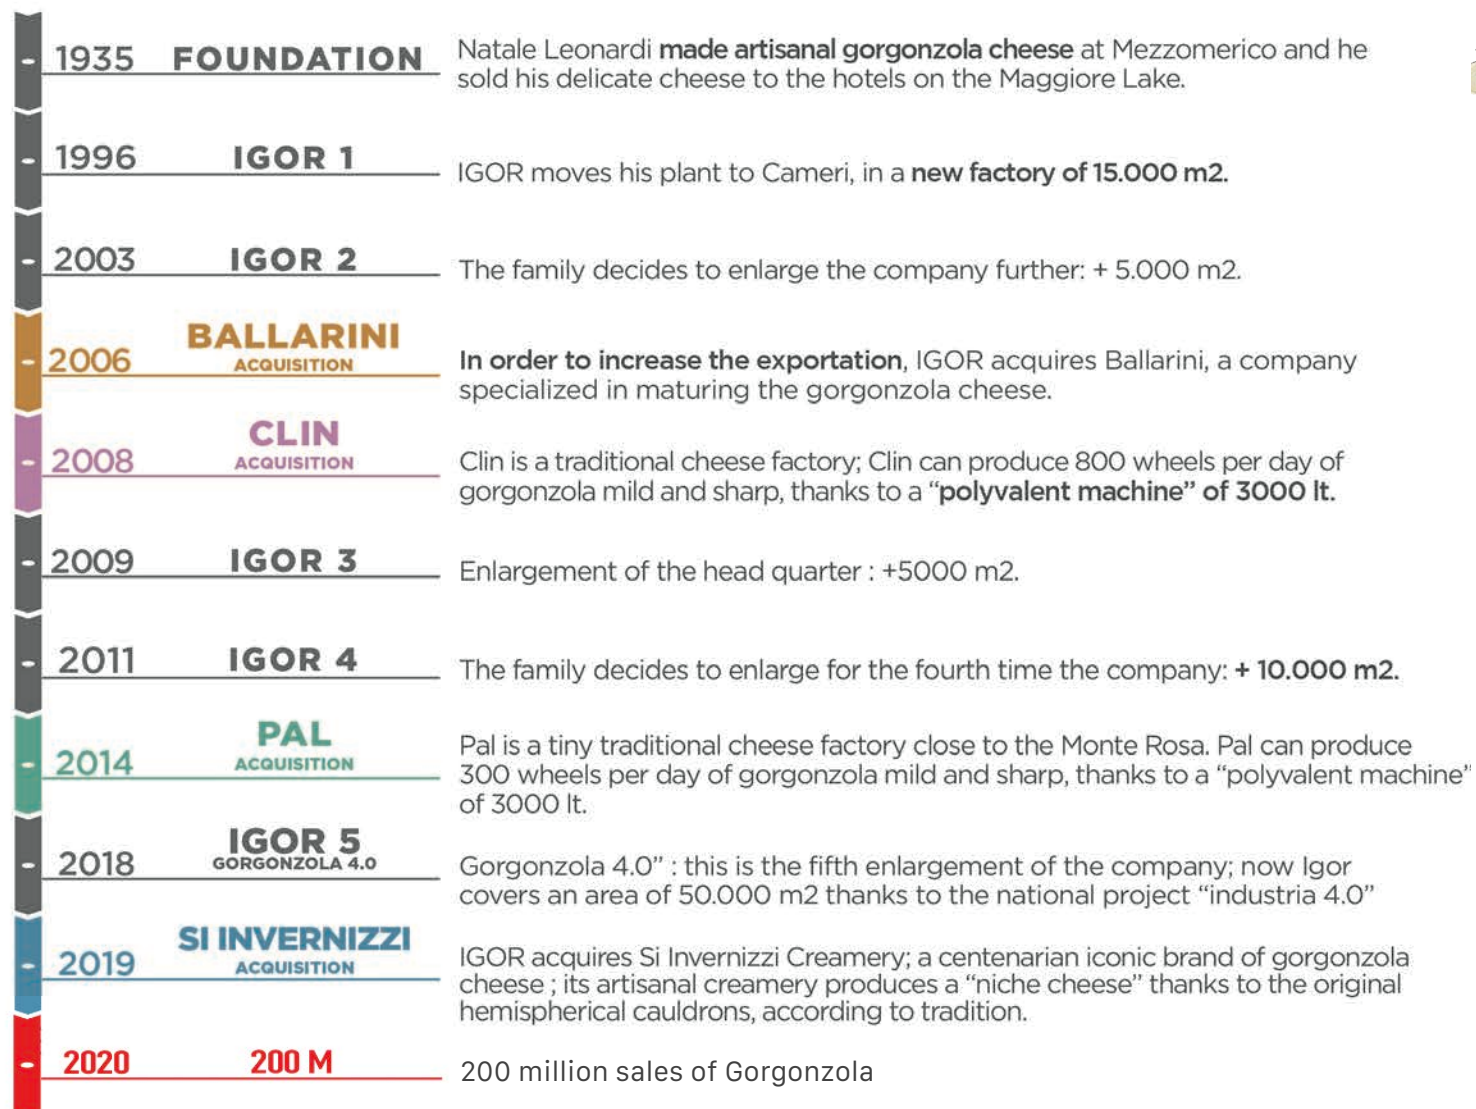 1935 FOUNDATION
Natale Leonardi made artisanal gorgonzola cheese at Mezzomerico and he
sold his delicate cheese to the hotels on the Maggiore Lake.
1996 IGOR 1
IGOR moves his plant to Cameri, in a new factory of 15.000 m2.
2003 IGOR 2
The family decides to enlarge the company further: + 5.000 m2.
2006 BALLARINI
ACQUISITION
In order to increase the exportation, IGOR acquires Ballarini, a company
specialized in maturing the gorgonzola cheese.
2008 CLIN
ACQUISITION
Clin is a traditional cheese factory; Clin can produce 800 wheels per day of
gorgonzola mild and sharp, thanks to a “polyvalent machine” of 3000 lt.
2009 IGOR 3
Enlargement of the head quarter : +5000 m2.
2011 IGOR 4
The family decides to enlarge for the fourth time the company: + 10.000 m2.
2014 PAL
ACQUISITION
Pal is a tiny traditional cheese factory close to the Monte Rosa. Pal can produce
300 wheels per day of gorgonzola mild and sharp, thanks to a “polyvalent machine”
of 3000 lt.
2018 IGOR 5
GORGONZOLA 4.0
Gorgonzola 4.0” : this is the fifth enlargement of the company; now Igor
covers an area of 50.000 m2 thanks to the national project “industria 4.0”
2019 SI INVERNIZZI
ACQUISITION
IGOR acquires Si Invernizzi Creamery; a centenarian iconic brand of gorgonzola
cheese ; its artisanal creamery produces a “niche cheese” thanks to the original
hemispherical cauldrons, according to tradition.
2020 200 M
200 million sales of Gorgonzola